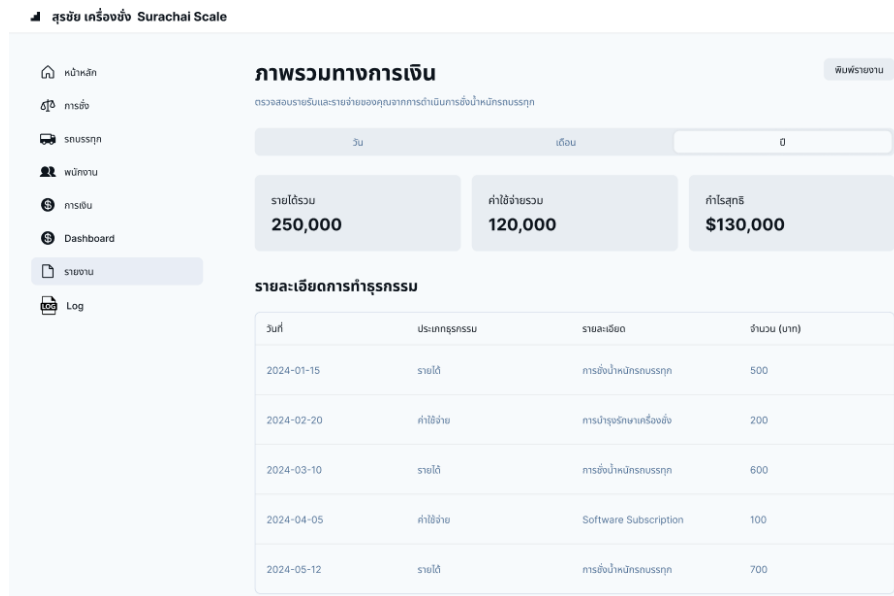 สุรชัย เครื่องชั่ง Surachai Scale
หน้าหลัก
การชั่ง
รถบรรทุก
พนักงาน
การเงิน
Dashboard
รายงาน
LOG Log
ภาพรวมทางการเงิน
พิมพ์รายงาน
ตรวจสอบรายรับและรายจ่ายของคุณจากการดำเนินการชั่งน้ำหนักรถบรรทุก
วัน เดือน ปี
รายได้รวม ค่าใช้จ่ายรวม กำไรสุทธิ
250,000 120,000 $130,000
รายละเอียดการทำธุรกรรม
วันที่ ประเภทธุรกรรม รายละเอียด จำนวน (บาท)
2024-01-15 รายได้ การชั่งน้ำหนักรถบรรทุก 500
2024-02-20 ค่าใช้จ่าย การบำรุงรักษาเครื่องชั่ง 200
2024-03-10 รายได้ การชั่งน้ำหนักรถบรรทุก 600
2024-04-05 ค่าใช้จ่าย Software Subscription 100
2024-05-12 รายได้ การชั่งน้ำหนักรถบรรทุก 700